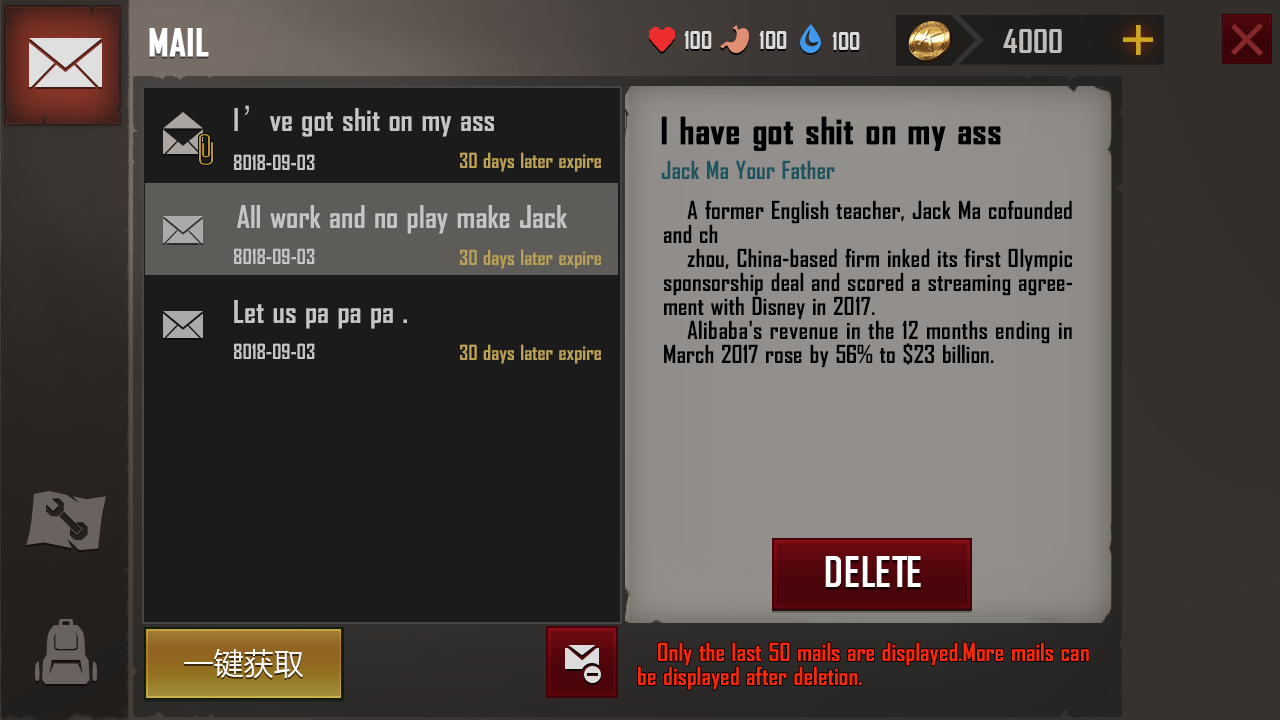 MAIL
100 100 100
4000
I’ve got shit on my ass
8018-09-03 30 days later expire
All work and no play make Jack
8018-09-03 30 days later expire
Let us pa pa pa .
8018-09-03 30 days later expire
I have got shit on my ass
Jack Ma Your Father
A former English teacher, Jack Ma cofounded
and ch
zhou, China-based firm inked its first Olympic
sponsorship deal and scored a streaming agree-
ment with Disney in 2017.
Alibaba's revenue in the 12 months ending in
March 2017 rose by 56% to $23 billion.
DELETE
一键获取
Only the last 50 mails are displayed.More mails can
be displayed after deletion.